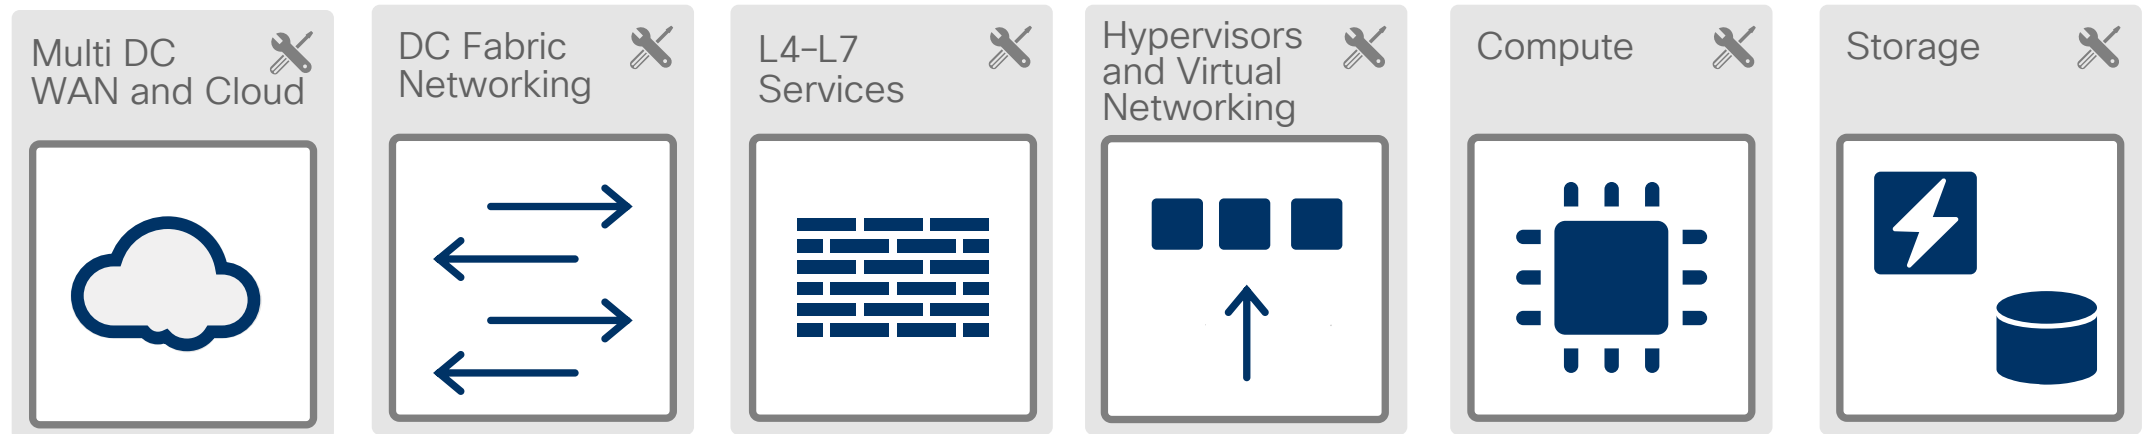 Multi DC
WAN and Cloud
DC Fabric
Networking
L4-L7
Services
Hypervisors
and Virtual
Networking
Compute
Storage